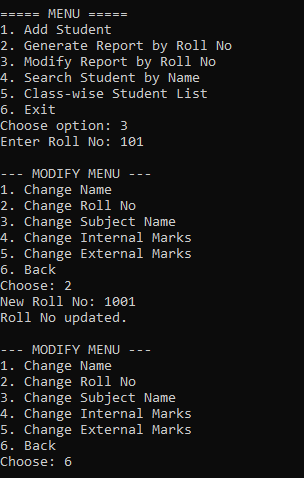 ===== MENU =====
1. Add Student
2. Generate Report by Roll No
3. Modify Report by Roll No
4. Search Student by Name
5. Class-wise Student List
6. Exit
Choose option: 3
Enter Roll No: 101

--- MODIFY MENU ---
1. Change Name
2. Change Roll No
3. Change Subject Name
4. Change Internal Marks
5. Change External Marks
6. Back
Choose: 2
New Roll No: 1001
Roll No updated.

--- MODIFY MENU ---
1. Change Name
2. Change Roll No
3. Change Subject Name
4. Change Internal Marks
5. Change External Marks
6. Back
Choose: 6